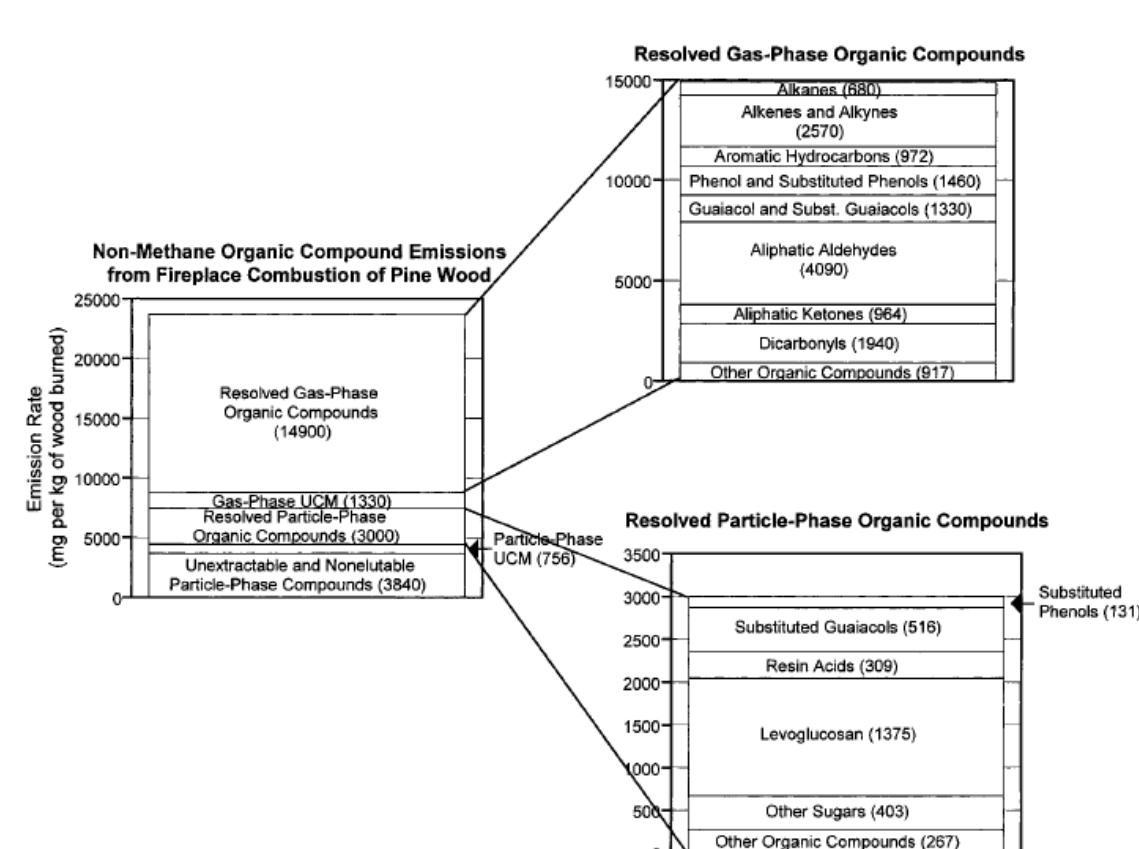 Resolved Gas-Phase Organic Compounds
15000
Alkanes (680)
Alkenes and Alkynes
(2570)
Aromatic Hydrocarbons (972)
10000
Phenol and Substituted Phenols (1460)
Guaiacol and Subst. Guaiacols (1330)
Aliphatic Aldehydes
(4090)
5000
Aliphatic Ketones (964)
Dicarbonyls (1940)
Other Organic Compounds (917)
0
Non-Methane Organic Compound Emissions
from Fireplace Combustion of Pine Wood
Emission Rate
(mg per kg of wood burned)
25000
20000
15000
10000
5000
0
Resolved Gas-Phase
Organic Compounds
(14900)
Gas-Phase UCM (1330)
Resolved Particle-Phase
Organic Compounds (3000)
Particle-Phase
UCM (756)
Unextractable and Nonelutable
Particle-Phase Compounds (3840)
Resolved Particle-Phase Organic Compounds
3500
3000
2500
2000
1500
1000
500
Substituted
Phenols (131)
Substituted Guaiacols (516)
Resin Acids (309)
Levoglucosan (1375)
Other Sugars (403)
Other Organic Compounds (267)